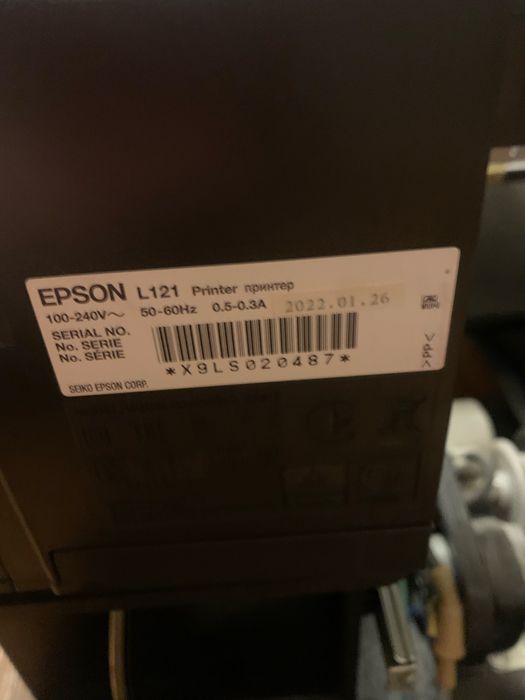 EPSON L121 Printer принтер
100-240V~ 50-60Hz 0.5-0.3A 2022.01.26
SERIAL NO.
No. SERIE
No. SÉRIE
*X9LS020487*
SEIKO EPSON CORP.
>PP<